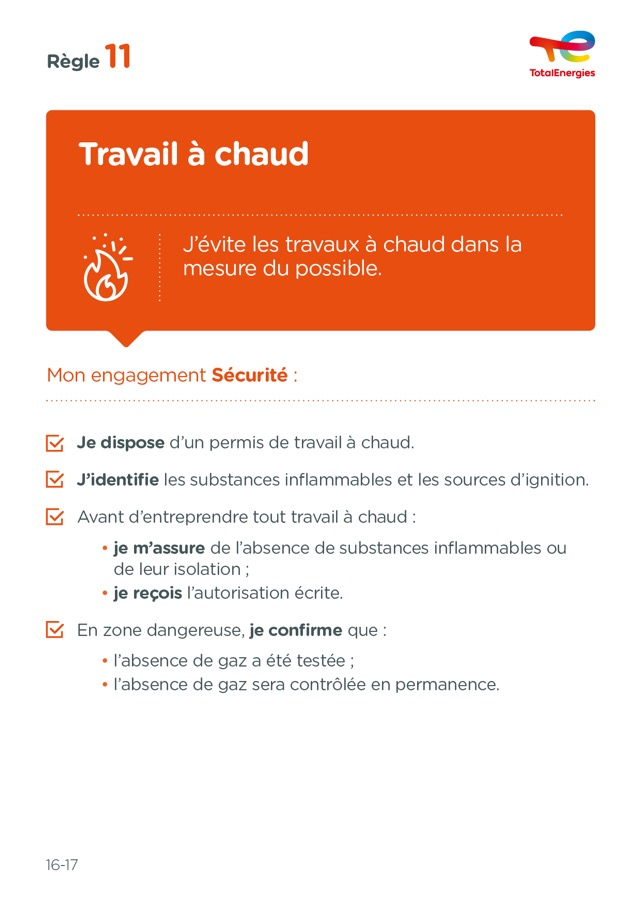 Règle 11
TotalEnergies
Travail à chaud
J’évite les travaux à chaud dans la
mesure du possible.
Mon engagement Sécurité :
Je dispose d’un permis de travail à chaud.
J’identifie les substances inflammables et les sources d’ignition.
Avant d’entreprendre tout travail à chaud :
• je m’assure de l’absence de substances inflammables ou
de leur isolation ;
• je reçois l’autorisation écrite.
En zone dangereuse, je confirme que :
• l’absence de gaz a été testée ;
• l’absence de gaz sera contrôlée en permanence.
16-17